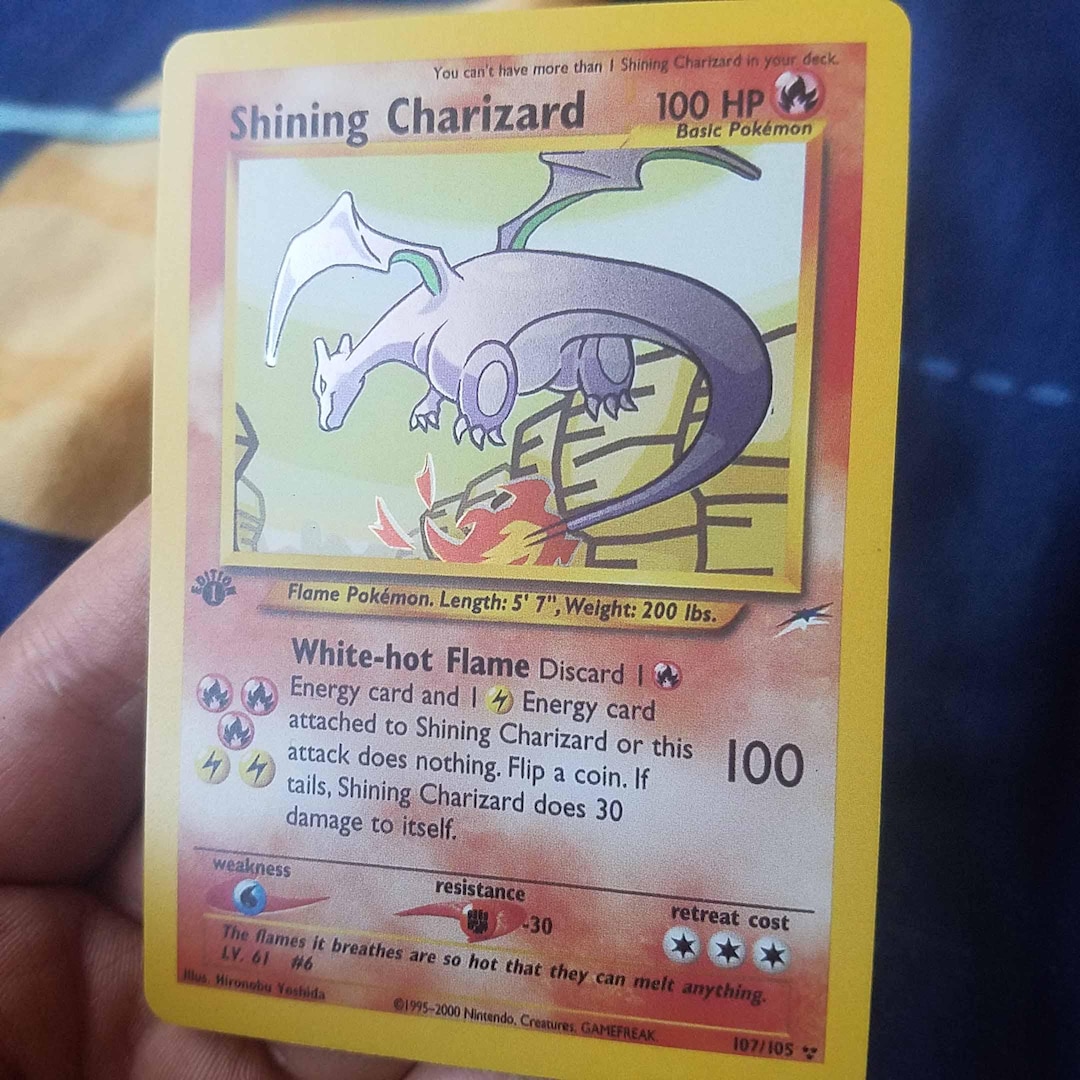 You can't have more than 1 Shining Charizard in your deck.
Shining Charizard 100 HP
Basic Pokémon
EDITION
1
Flame Pokémon. Length: 5' 7", Weight: 200 lbs.
White-hot Flame Discard 1
Energy card and 1 Energy card
attached to Shining Charizard or this
attack does nothing. Flip a coin. If
tails, Shining Charizard does 30
damage to itself.
100
weakness
resistance
-30
retreat cost
The flames it breathes are so hot that they can melt anything.
LV. 61 #6
Illus. Hironobu Yoshida
©1995-2000 Nintendo, Creatures, GAMEFREAK.
107/105